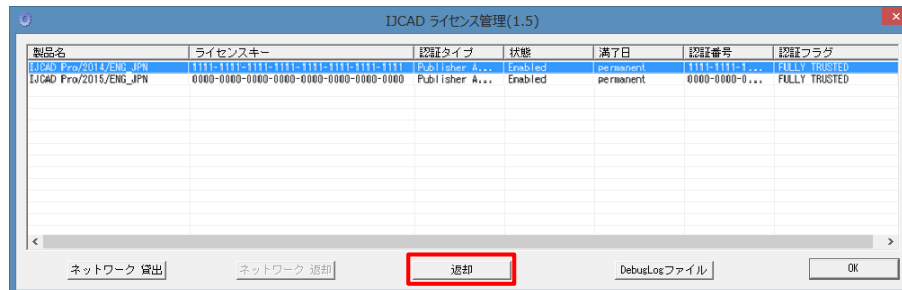 IJCAD ライセンス管理(1.5)
製品名 ライセンスキー 認証タイプ 状態 満了日 認証番号 認証フラグ
IJCAD Pro/2014/ENG_JPN 1111-1111-1111-1111-1111-1111-1111-1111 Publisher A... Enabled permanent 1111-1111-1... FULLY TRUSTED
IJCAD Pro/2015/ENG_JPN 0000-0000-0000-0000-0000-0000-0000 Publisher A... Enabled permanent 0000-0000-0... FULLY TRUSTED
ネットワーク 貸出 ネットワーク 返却 返却 DebugLogファイル OK